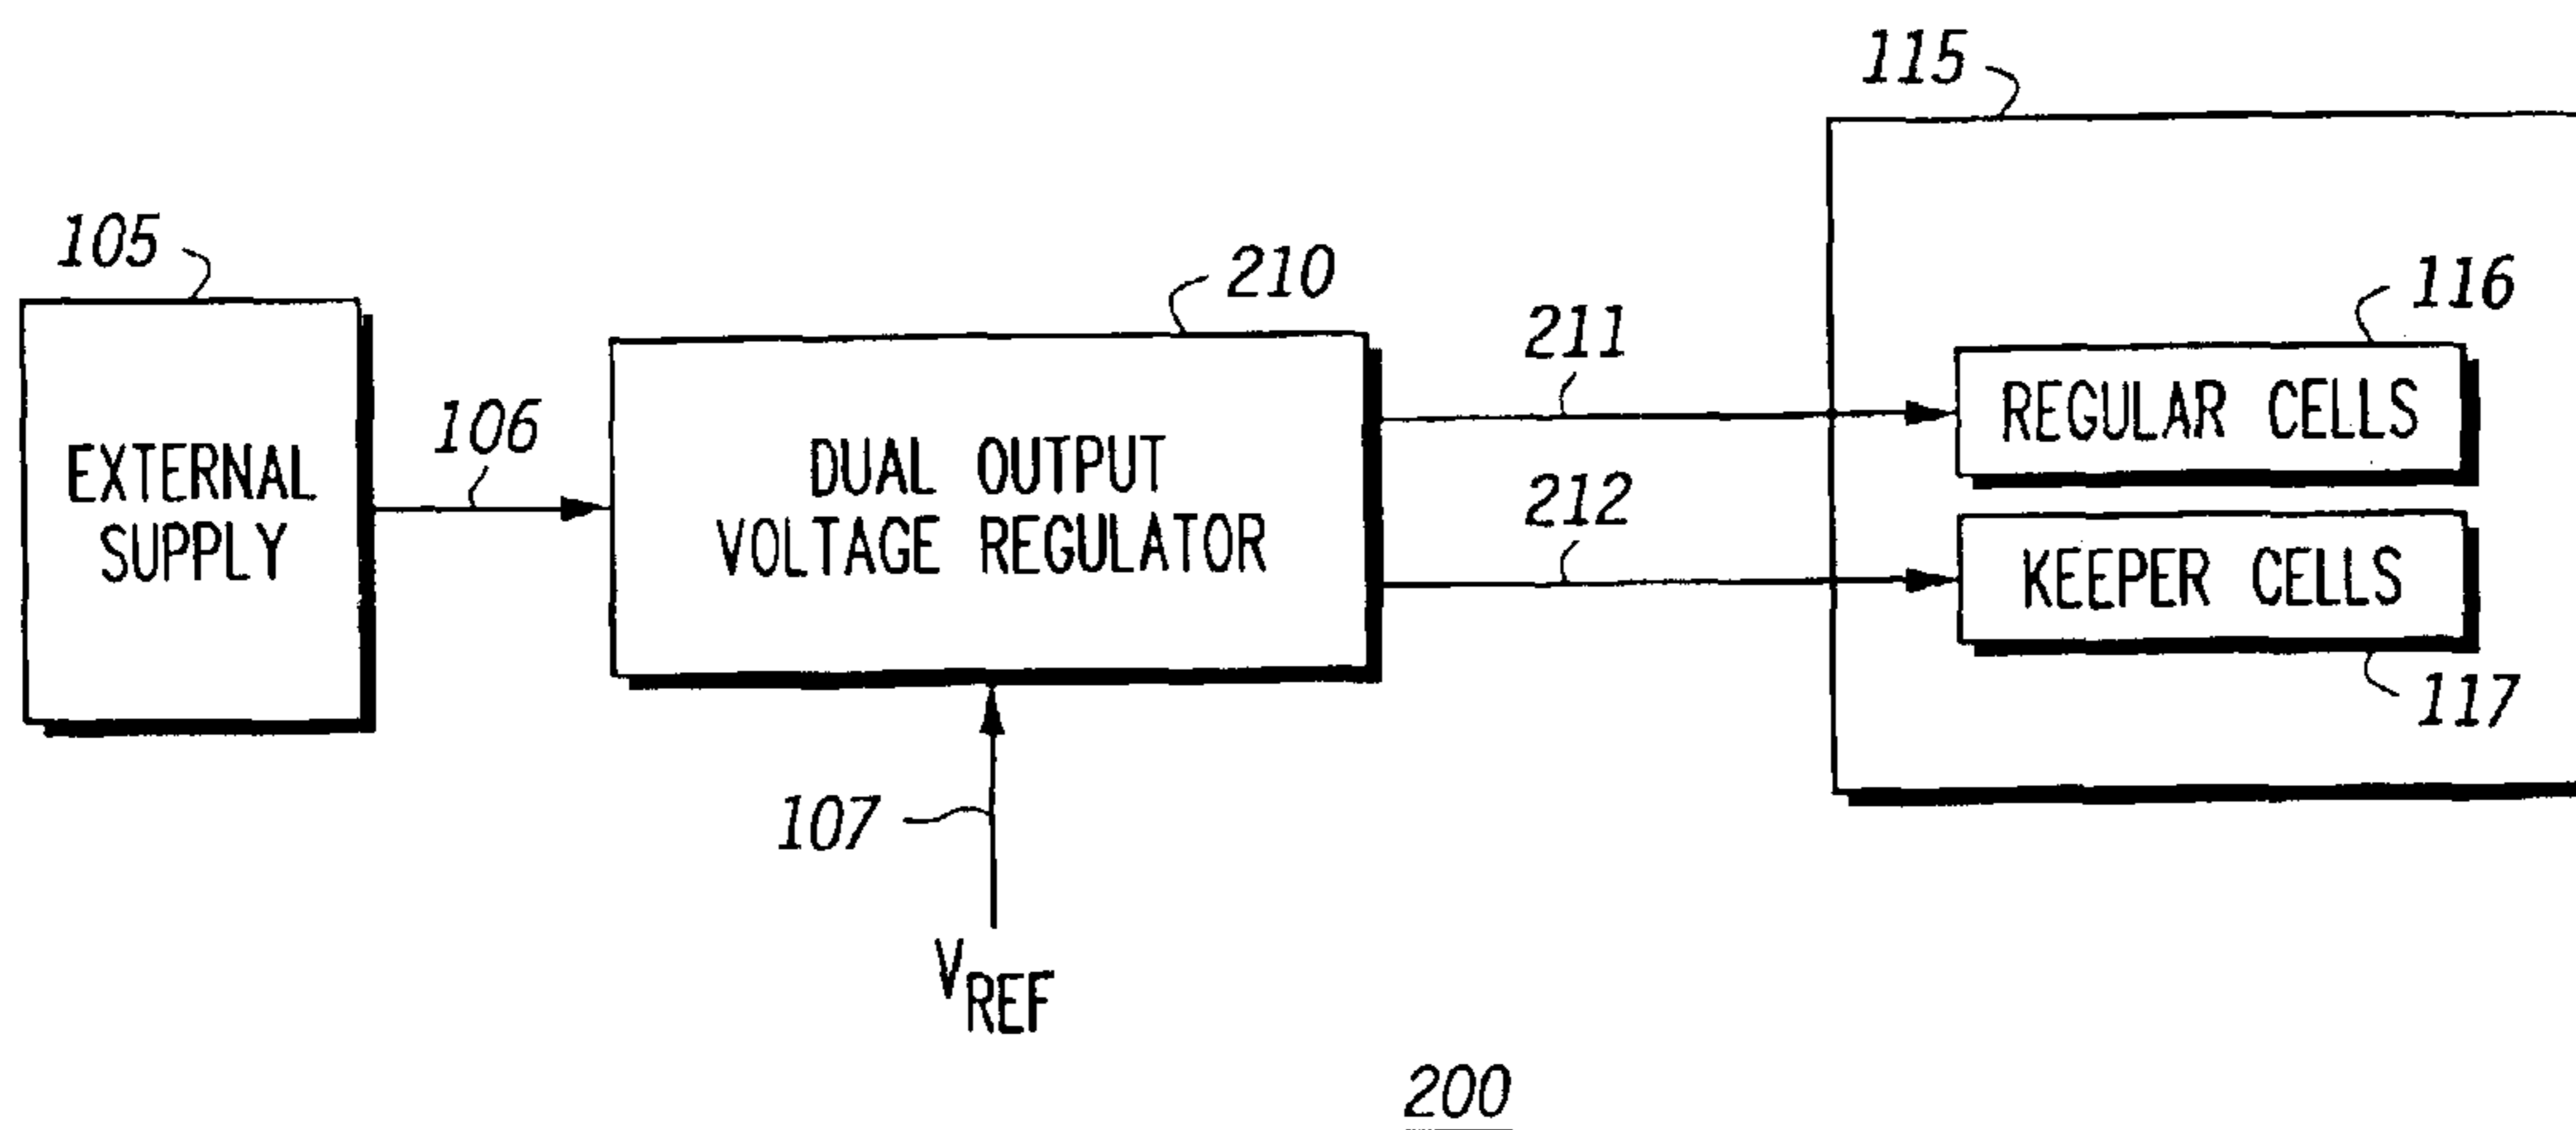 115
105
210
116
211
106
EXTERNAL
SUPPLY
DUAL OUTPUT
VOLTAGE REGULATOR
REGULAR CELLS
212
KEEPER CELLS
117
107
VREF
200